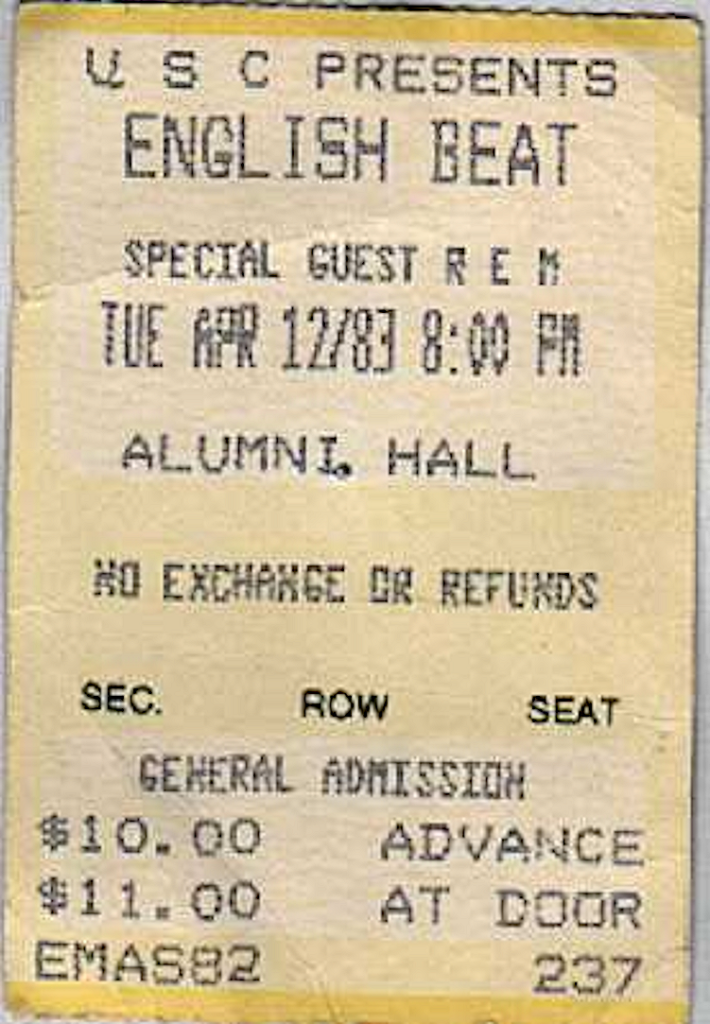 U S C PRESENTS
ENGLISH BEAT
SPECIAL GUEST R E M
TUE APR 12/83 8:00 PM
ALUMNI. HALL
NO EXCHANGE OR REFUNDS
SEC. ROW SEAT
GENERAL ADMISSION
$10.00 ADVANCE
$11.00 AT DOOR
EMAS82 237